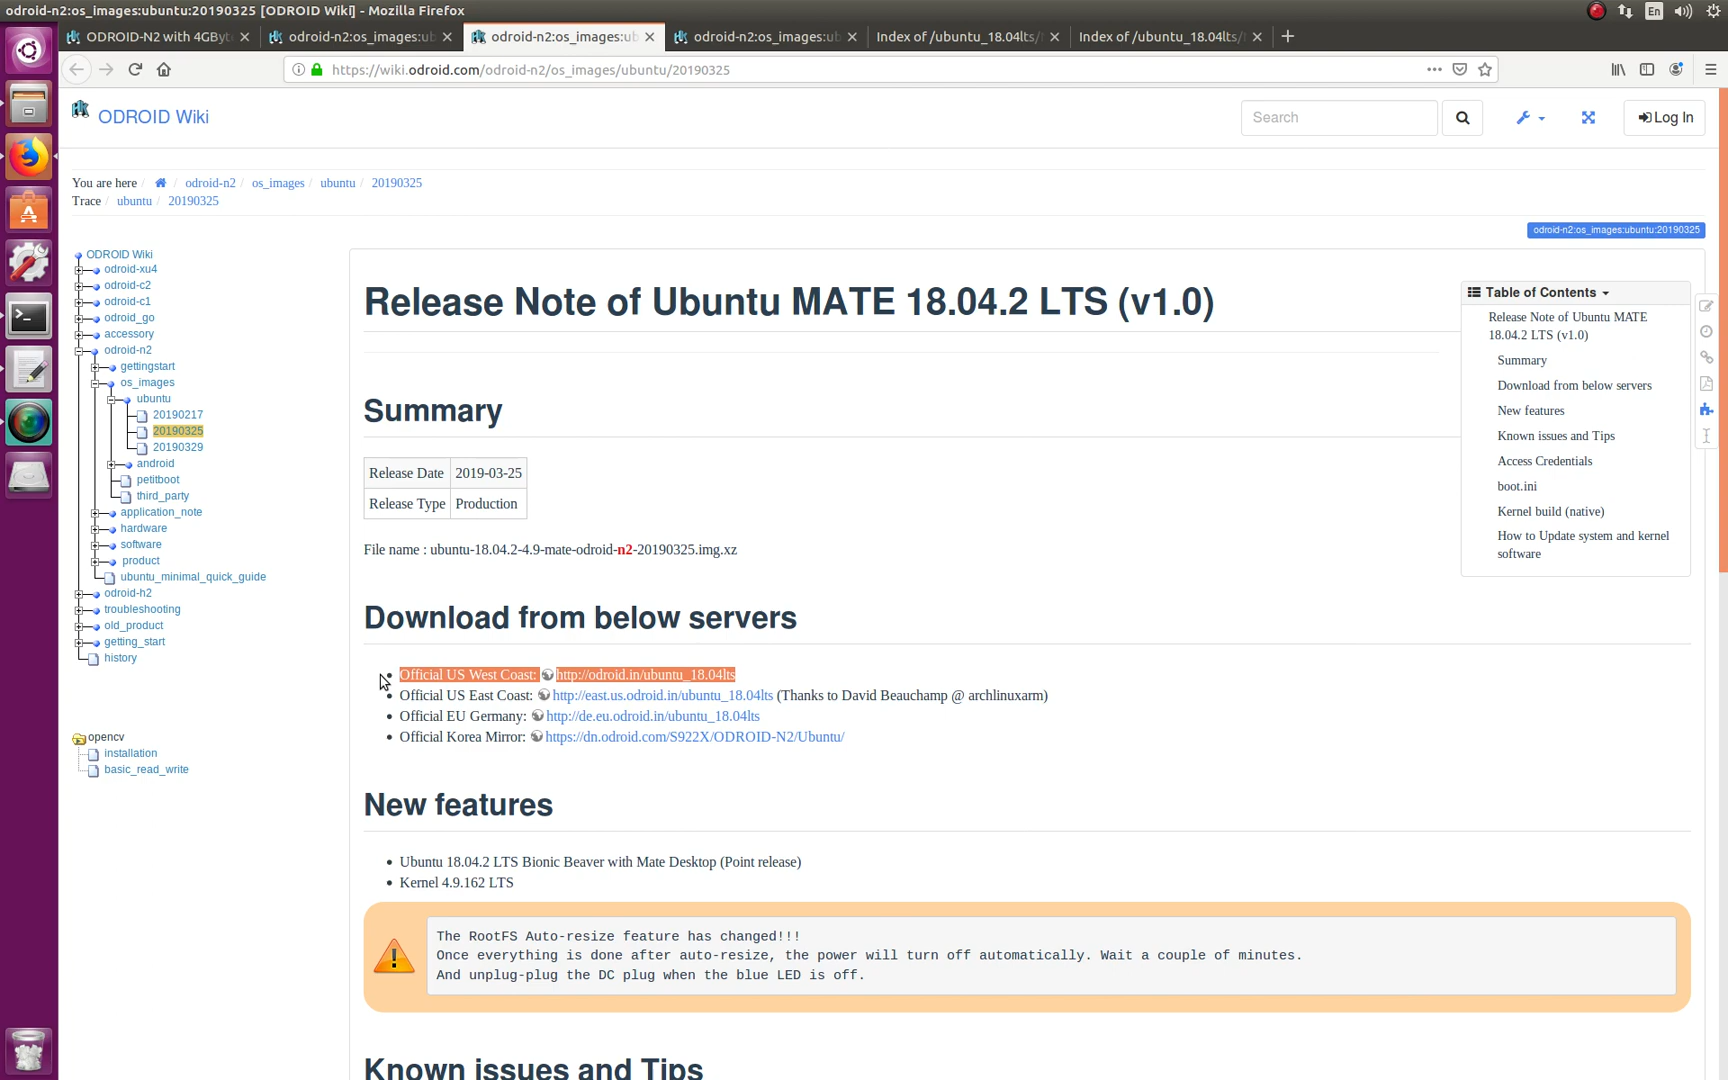 odroid-n2:os_images:ubuntu:20190325 [ODROID Wiki] - Mozilla Firefox
En
ODROID-N2 with 4GByt
odroid-n2:os_images:ub
odroid-n2:os_images:ub
odroid-n2:os_images:ub
Index of /ubuntu_18.04lts/
Index of /ubuntu_18.04lts/
https://wiki.odroid.com/odroid-n2/os_images/ubuntu/20190325
ODROID Wiki
Search
Log In
You are here / / odroid-n2 / os_images / ubuntu / 20190325
Trace / ubuntu / 20190325
odroid-n2:os_images:ubuntu:20190325
ODROID Wiki
odroid-xu4
odroid-c2
odroid-c1
odroid_go
accessory
odroid-n2
gettingstart
os_images
ubuntu
20190217
20190325
20190329
android
petitboot
third_party
application_note
hardware
software
product
ubuntu_minimal_quick_guide
odroid-h2
troubleshooting
old_product
getting_start
history
opencv
installation
basic_read_write
Release Note of Ubuntu MATE 18.04.2 LTS (v1.0)
Summary
Release Date 2019-03-25
Release Type Production
File name : ubuntu-18.04.2-4.9-mate-odroid-n2-20190325.img.xz
Download from below servers
• Official US West Coast: http://odroid.in/ubuntu_18.04lts
• Official US East Coast: http://east.us.odroid.in/ubuntu_18.04lts (Thanks to David Beauchamp @ archlinuxarm)
• Official EU Germany: http://de.eu.odroid.in/ubuntu_18.04lts
• Official Korea Mirror: https://dn.odroid.com/S922X/ODROID-N2/Ubuntu/
New features
• Ubuntu 18.04.2 LTS Bionic Beaver with Mate Desktop (Point release)
• Kernel 4.9.162 LTS
The RootFS Auto-resize feature has changed!!!
Once everything is done after auto-resize, the power will turn off automatically. Wait a couple of minutes.
And unplug-plug the DC plug when the blue LED is off.
Known issues and Tips
Table of Contents
Release Note of Ubuntu MATE
18.04.2 LTS (v1.0)
Summary
Download from below servers
New features
Known issues and Tips
Access Credentials
boot.ini
Kernel build (native)
How to Update system and kernel
software